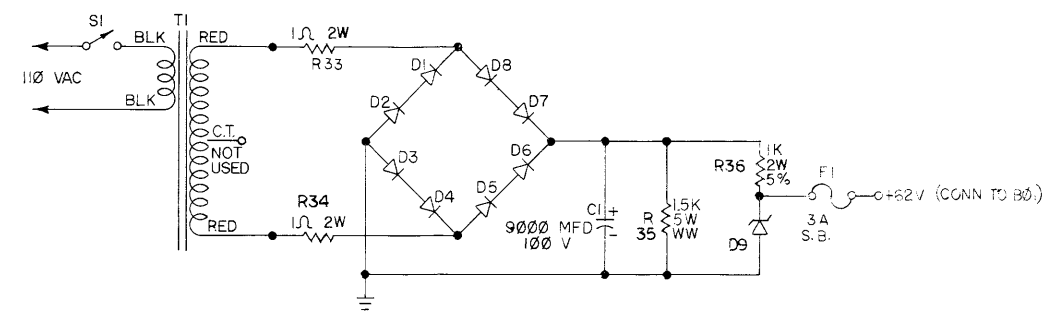 S1
T1
BLK
RED
1Ω 2W
R33
110 VAC
BLK
D1
D8
D2
D7
C.T.
NOT
USED
D3
D6
D4
D5
R34
1Ω 2W
RED
C1
+
-
9000 MFD
100 V
R
35
1.5K
5W
WW
R36
1K
2W
5%
D9
F1
3A
S.B.
+62V (CONN TO BØ1)